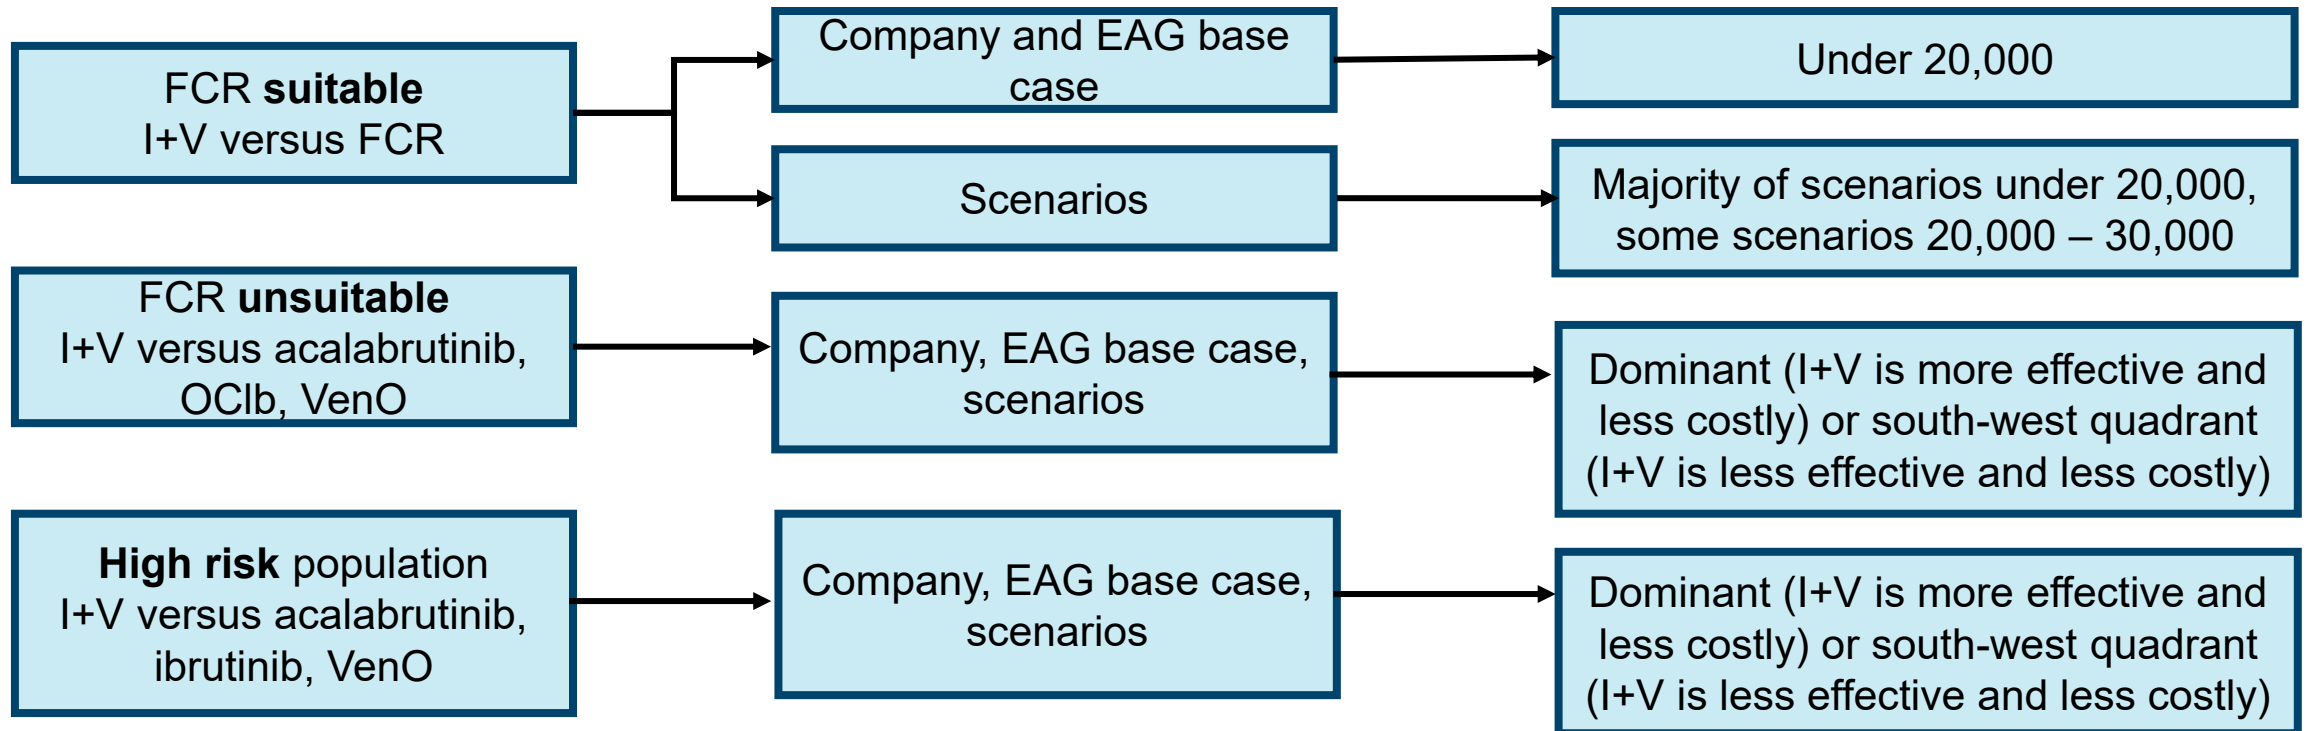 FCR suitable
I+V versus FCR
Company and EAG base
case
Under 20,000
Scenarios
Majority of scenarios under 20,000,
some scenarios 20,000 – 30,000
FCR unsuitable
I+V versus acalabrutinib,
OClb, VenO
Company, EAG base case,
scenarios
Dominant (I+V is more effective and
less costly) or south-west quadrant
(I+V is less effective and less costly)
High risk population
I+V versus acalabrutinib,
ibrutinib, VenO
Company, EAG base case,
scenarios
Dominant (I+V is more effective and
less costly) or south-west quadrant
(I+V is less effective and less costly)